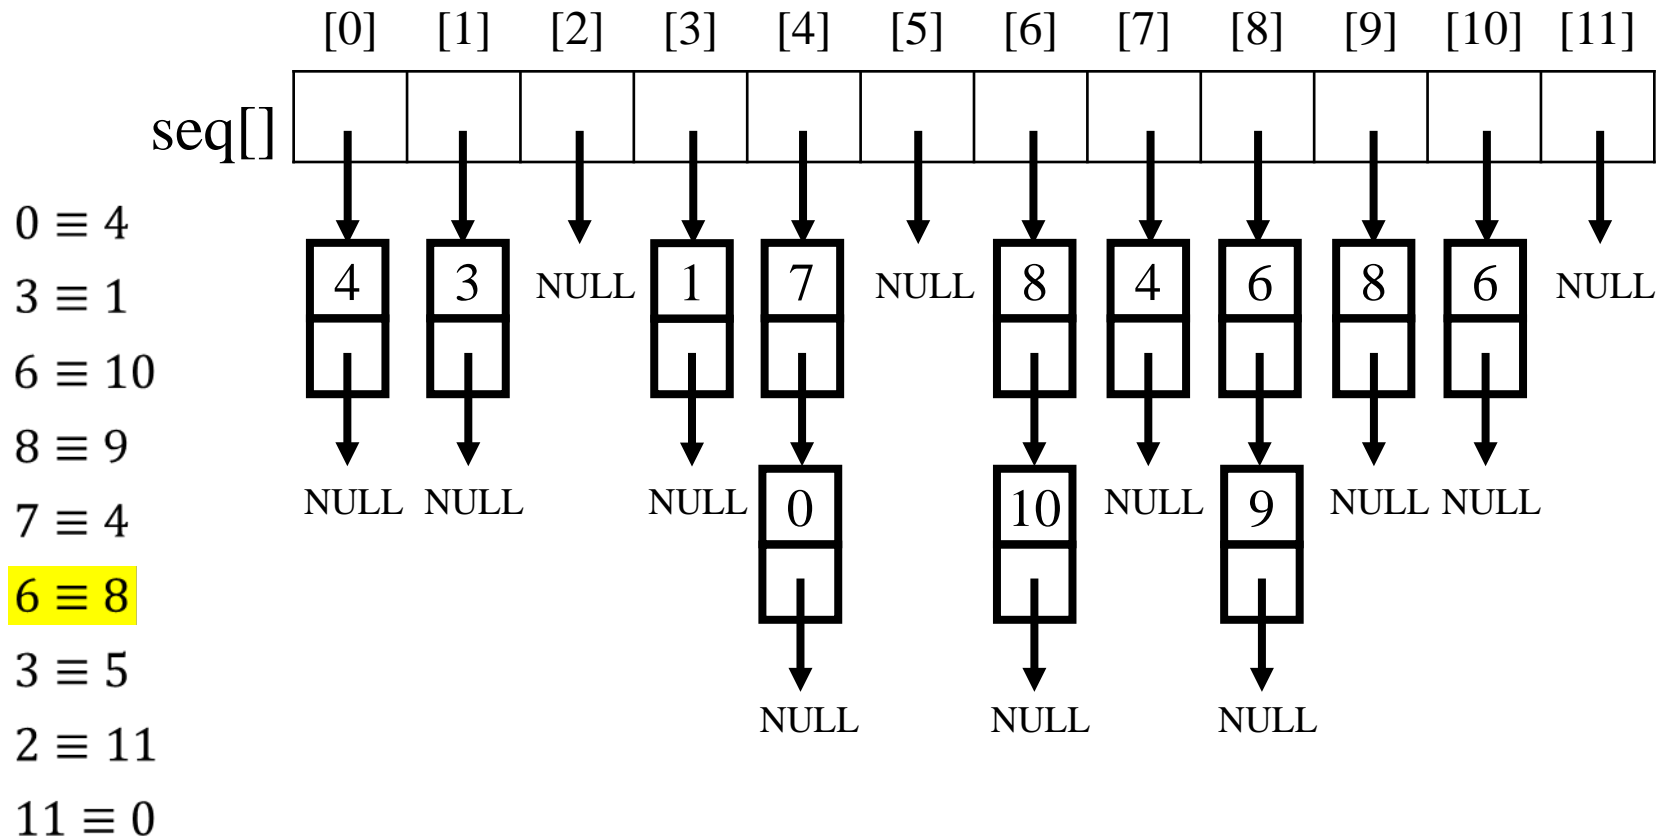 [0] [1] [2] [3] [4] [5] [6] [7] [8] [9] [10] [11]
seq[]
0 ≡ 4
3 ≡ 1
6 ≡ 10
8 ≡ 9
7 ≡ 4
6 ≡ 8
3 ≡ 5
2 ≡ 11
11 ≡ 0
4 3 NULL 1 7 NULL 8 4 6 8 6 NULL
NULL NULL NULL 0 10 NULL 9 NULL NULL
NULL NULL NULL